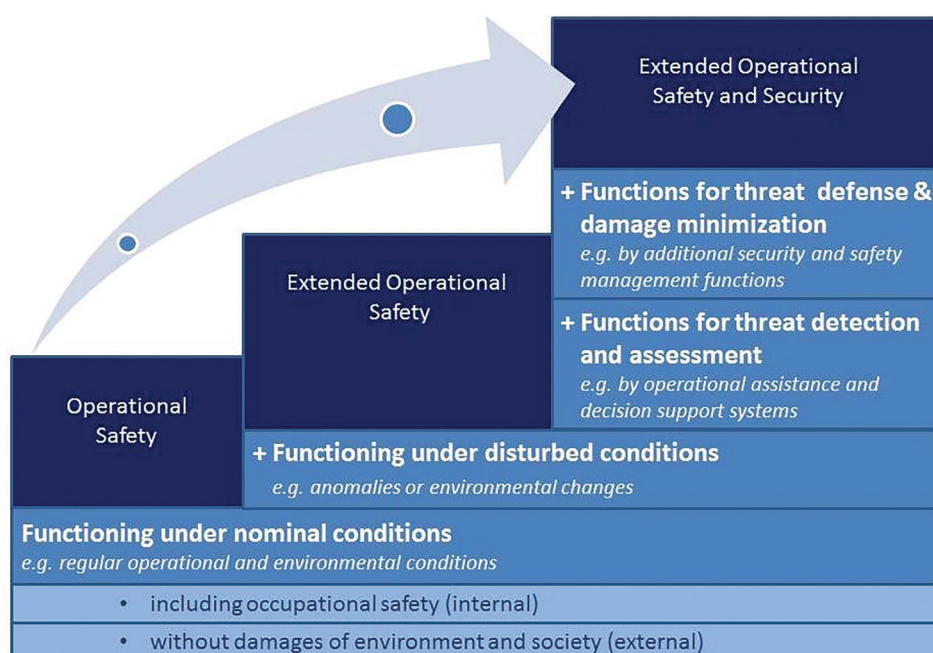 Extended Operational
Safety and Security
+ Functions for threat defense &
damage minimization
e.g. by additional security and safety
management functions
Extended Operational
Safety
+ Functions for threat detection
and assessment
e.g. by operational assistance and
decision support systems
Operational
Safety
+ Functioning under disturbed conditions
e.g. anomalies or environmental changes
Functioning under nominal conditions
e.g. regular operational and environmental conditions
• including occupational safety (internal)
• without damages of environment and society (external)